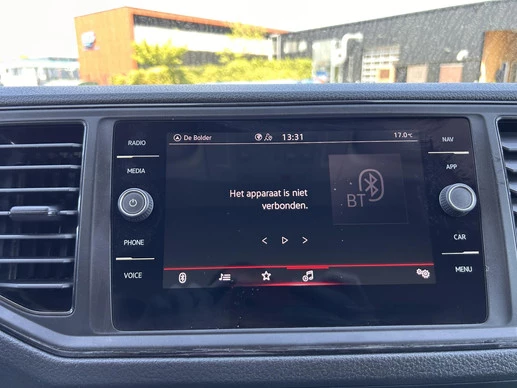 RADIO
MEDIA
PHONE
VOICE
De Bolder
13:31
17.0°C
Het apparaat is niet
verbonden.
BT
NAV
APP
CAR
MENU